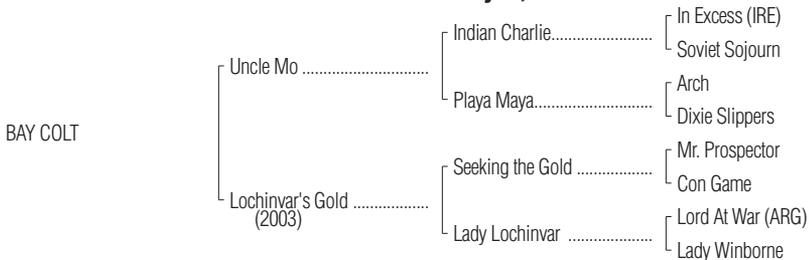 In Excess (IRE)
Indian Charlie........................
Soviet Sojourn
Uncle Mo ..............................
Arch
Playa Maya............................
Dixie Slippers
BAY COLT
Mr. Prospector
Seeking the Gold ..................
Con Game
Lochinvar's Gold ..................
(2003)
Lord At War (ARG)
Lady Lochinvar ....................
Lady Winborne